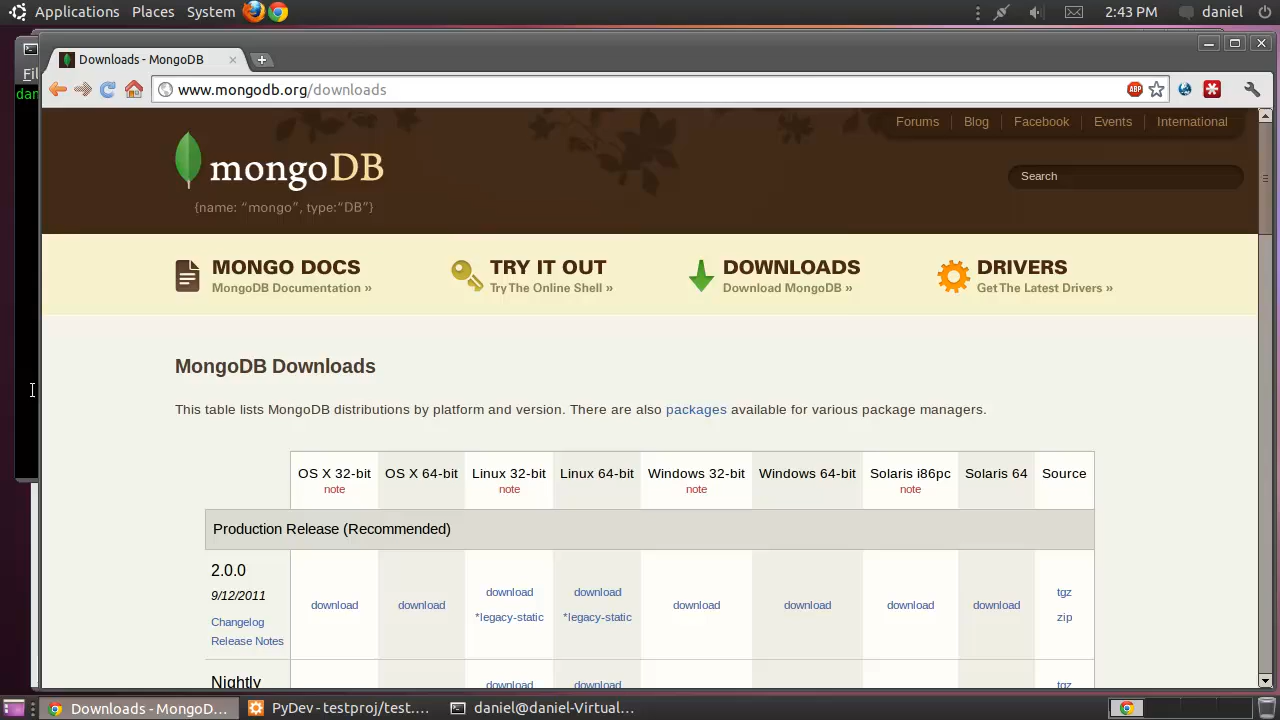 Applications Places System 2:43 PM daniel
Downloads - MongoDB
Fil
www.mongodb.org/downloads ABP
dan
Forums Blog Facebook Events International
mongoDB
Search
{name: “mongo”, type:“DB”}
MONGO DOCS TRY IT OUT DOWNLOADS DRIVERS
MongoDB Documentation » Try The Online Shell » Download MongoDB » Get The Latest Drivers »
MongoDB Downloads
This table lists MongoDB distributions by platform and version. There are also packages available for various package managers.
OS X 32-bit OS X 64-bit Linux 32-bit Linux 64-bit Windows 32-bit Windows 64-bit Solaris i86pc Solaris 64 Source
note note note note
Production Release (Recommended)
2.0.0
9/12/2011
Changelog
Release Notes
download download download download download download download download tgz
*legacy-static *legacy-static zip
Nightly download download tgz
Downloads - MongoD... PyDev - testproj/test.... daniel@daniel-Virtual...